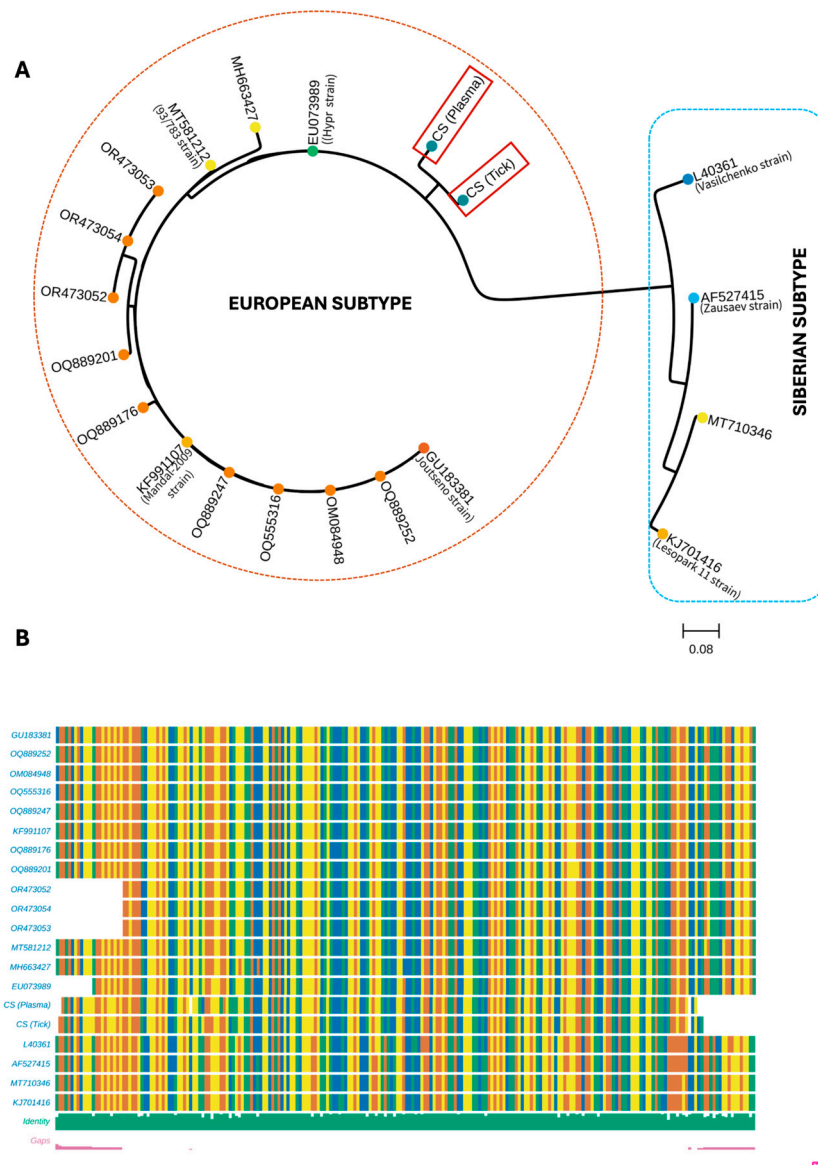 A
MH663427
MT581212
(93/783 strain)
EU073989
((Hypr strain)
CS (Plasma)
CS (Tick)
OR473053
OR473054
OR473052
OQ889201
OQ889176
KF991107
(Mandal-2009
strain)
OQ889247
OQ555316
OM084948
OQ889252
GU183381
Joutseno strain)
EUROPEAN SUBTYPE
L40361
(Vasilchenko strain)
AF527415
(Zausaev strain)
MT710346
KJ701416
(Lesopark 11 strain)
SIBERIAN SUBTYPE
0.08
B
GU183381
OQ889252
OM084948
OQ555316
OQ889247
KF991107
OQ889176
OQ889201
OR473052
OR473054
OR473053
MT581212
MH663427
EU073989
CS (Plasma)
CS (Tick)
L40361
AF527415
MT710346
KJ701416
Identity
Gaps